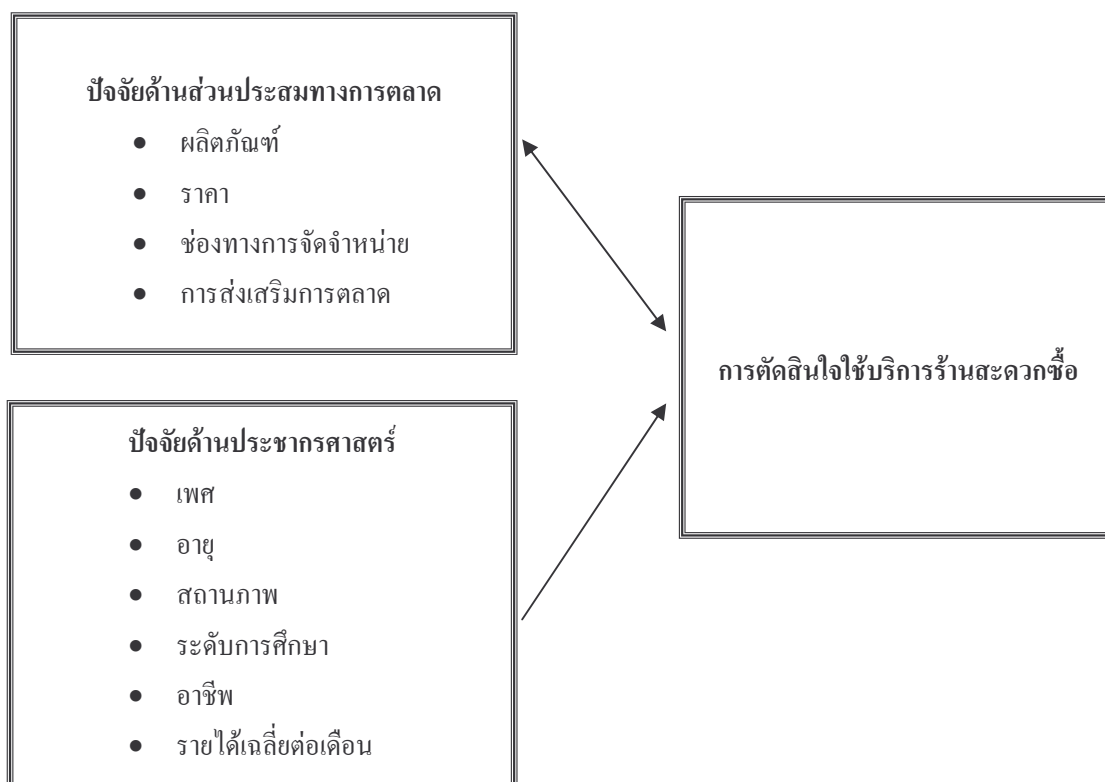 ปัจจัยด้านส่วนประสมทางการตลาด
● ผลิตภัณฑ์
● ราคา
● ช่องทางการจัดจำหน่าย
● การส่งเสริมการตลาด
การตัดสินใจใช้บริการร้านสะดวกซื้อ
ปัจจัยด้านประชากรศาสตร์
● เพศ
● อายุ
● สถานภาพ
● ระดับการศึกษา
● อาชีพ
● รายได้เฉลี่ยต่อเดือน